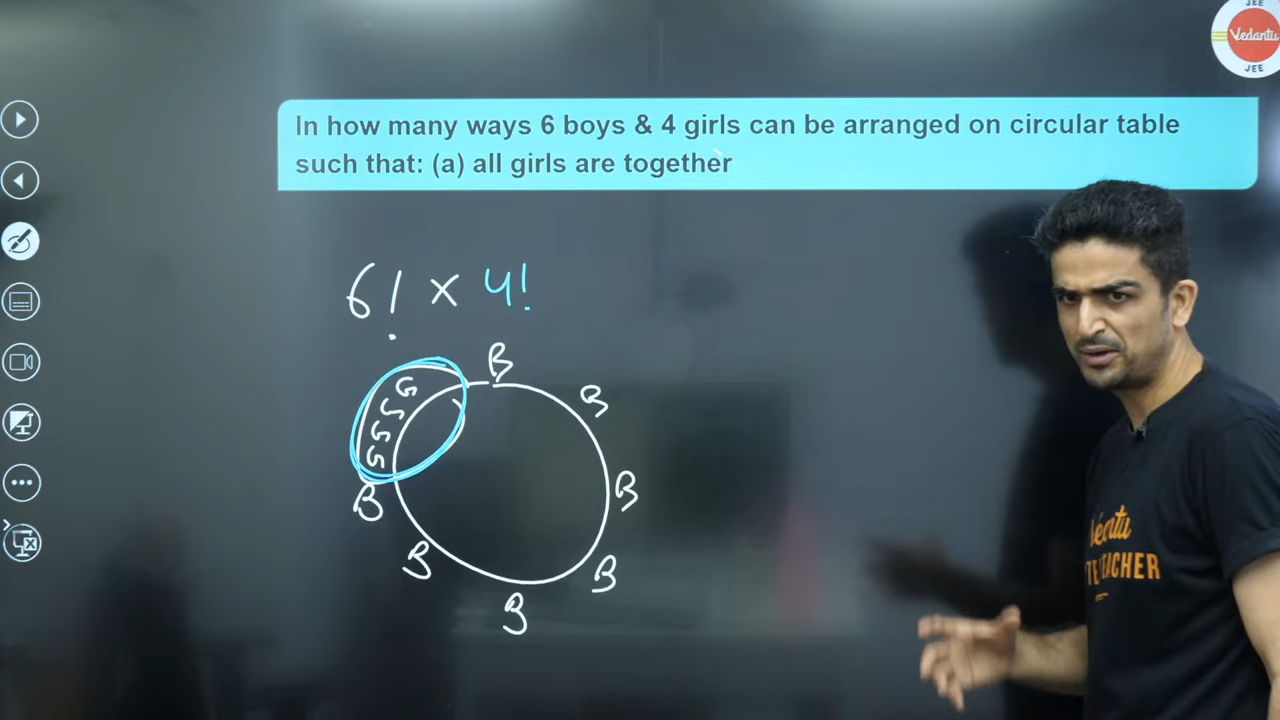 JEE
Vedantu
JEE
In how many ways 6 boys & 4 girls can be arranged on circular table
such that: (a) all girls are together
6! × 4!
B
G
B
G
G
G
B
B
B
B
B
Vedantu
TEACHER